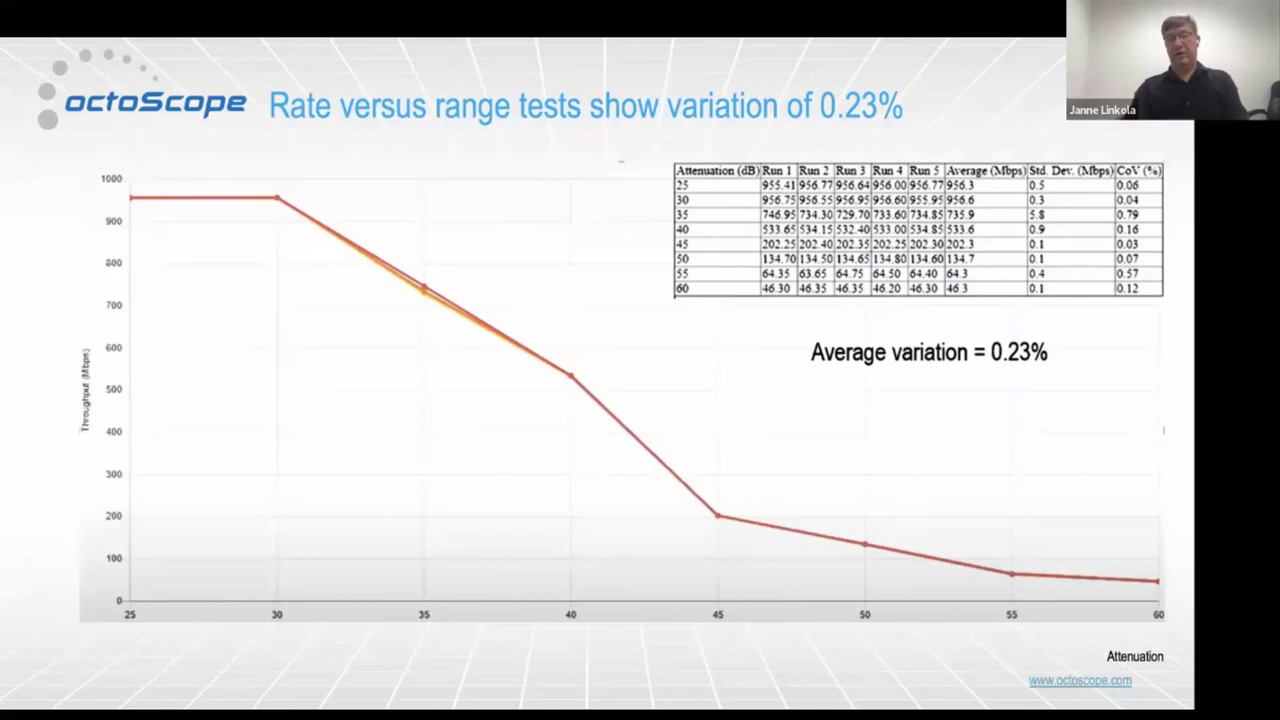 Janne Linkola
octoScope
Rate versus range tests show variation of 0.23%
Attenuation (dB) Run 1 Run 2 Run 3 Run 4 Run 5 Average (Mbps) Std. Dev. (Mbps) CoV (%)
25 955.41 956.77 956.64 956.00 956.77 956.3 0.5 0.06
30 956.75 956.55 956.95 956.60 955.95 956.6 0.3 0.04
35 746.95 734.30 729.70 733.60 734.85 735.9 5.8 0.79
40 533.65 534.15 532.40 533.00 534.85 533.6 0.9 0.16
45 202.25 202.40 202.35 202.25 202.30 202.3 0.1 0.03
50 134.70 134.50 134.65 134.80 134.60 134.7 0.1 0.07
55 64.35 63.65 64.75 64.50 64.40 64.3 0.4 0.57
60 46.30 46.35 46.35 46.20 46.30 46.3 0.1 0.12
Average variation = 0.23%
Throughput (Mbps)
1000
900
800
700
600
500
400
300
200
100
0
25 30 35 40 45 50 55 60
Attenuation
www.octoscope.com